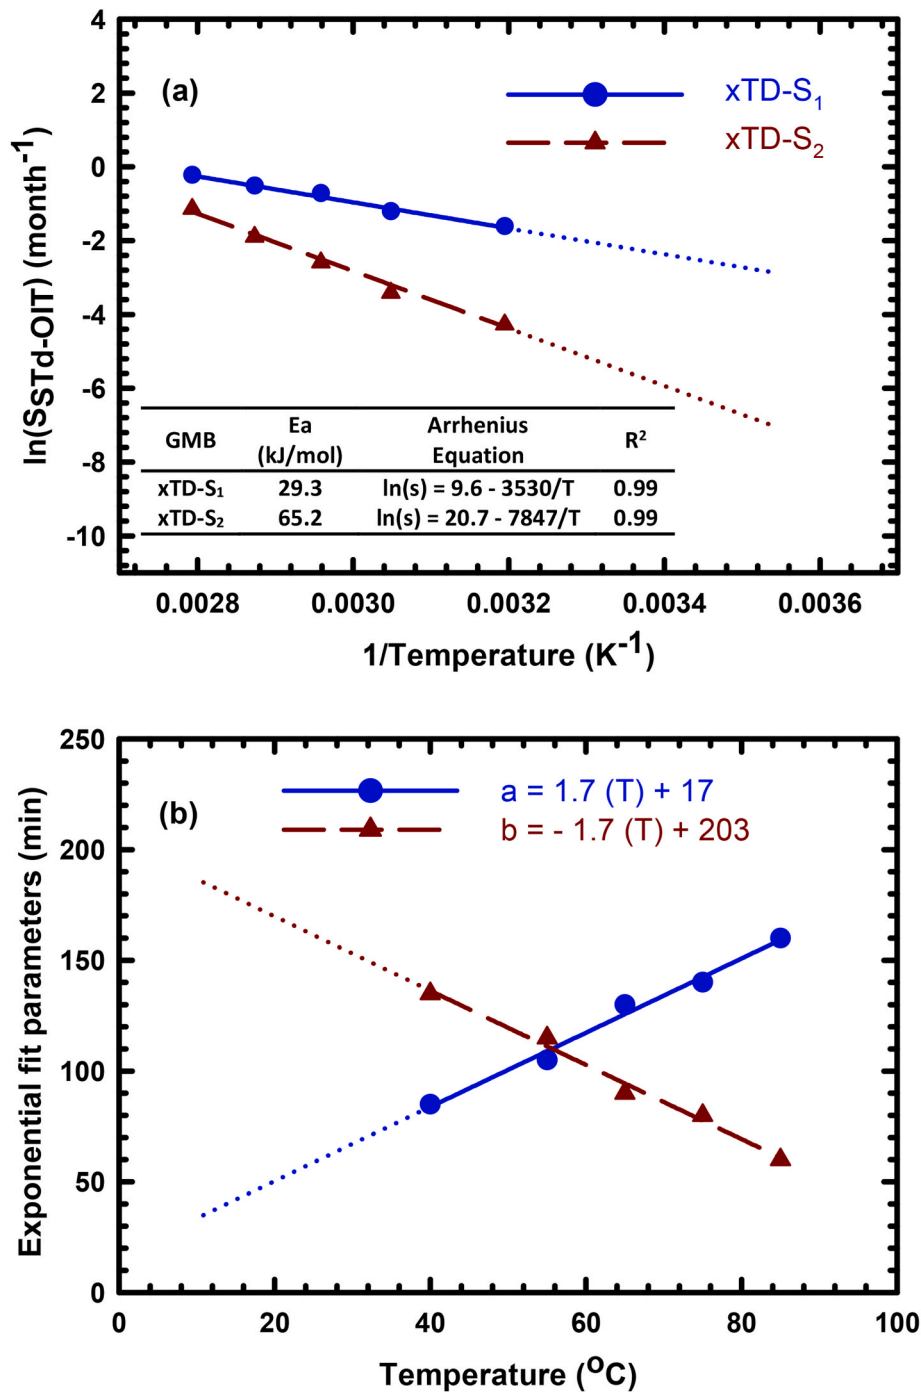 4
2
0
-2
-4
-6
-8
-10
ln(SSTd-OIT) (month-1)
(a)
xTD-S1
xTD-S2
GMB Ea (kJ/mol) Arrhenius Equation R2
xTD-S1 29.3 ln(s) = 9.6 - 3530/T 0.99
xTD-S2 65.2 ln(s) = 20.7 - 7847/T 0.99
0.0028 0.0030 0.0032 0.0034 0.0036
1/Temperature (K-1)
250
200
150
100
50
0
Exponential fit parameters (min)
(b)
a = 1.7 (T) + 17
b = - 1.7 (T) + 203
0 20 40 60 80 100
Temperature (oC)